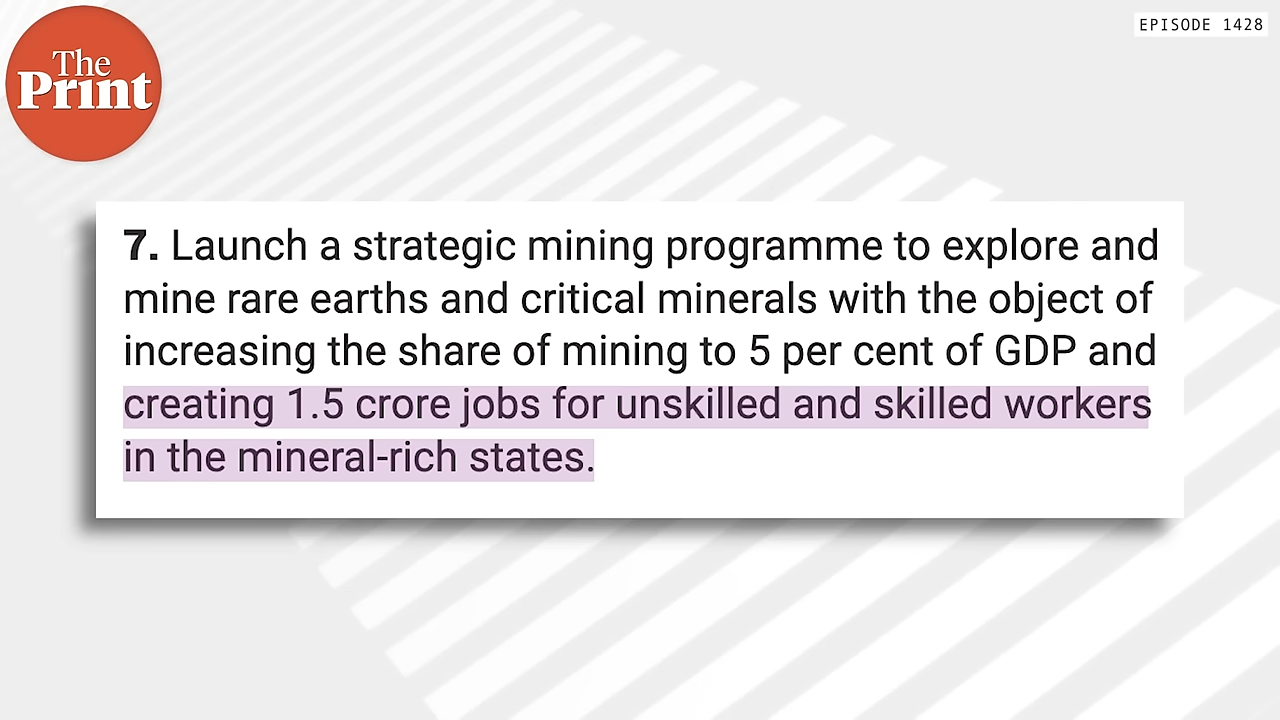 The
Print
EPISODE 1428
7. Launch a strategic mining programme to explore and
mine rare earths and critical minerals with the object of
increasing the share of mining to 5 per cent of GDP and
creating 1.5 crore jobs for unskilled and skilled workers
in the mineral-rich states.